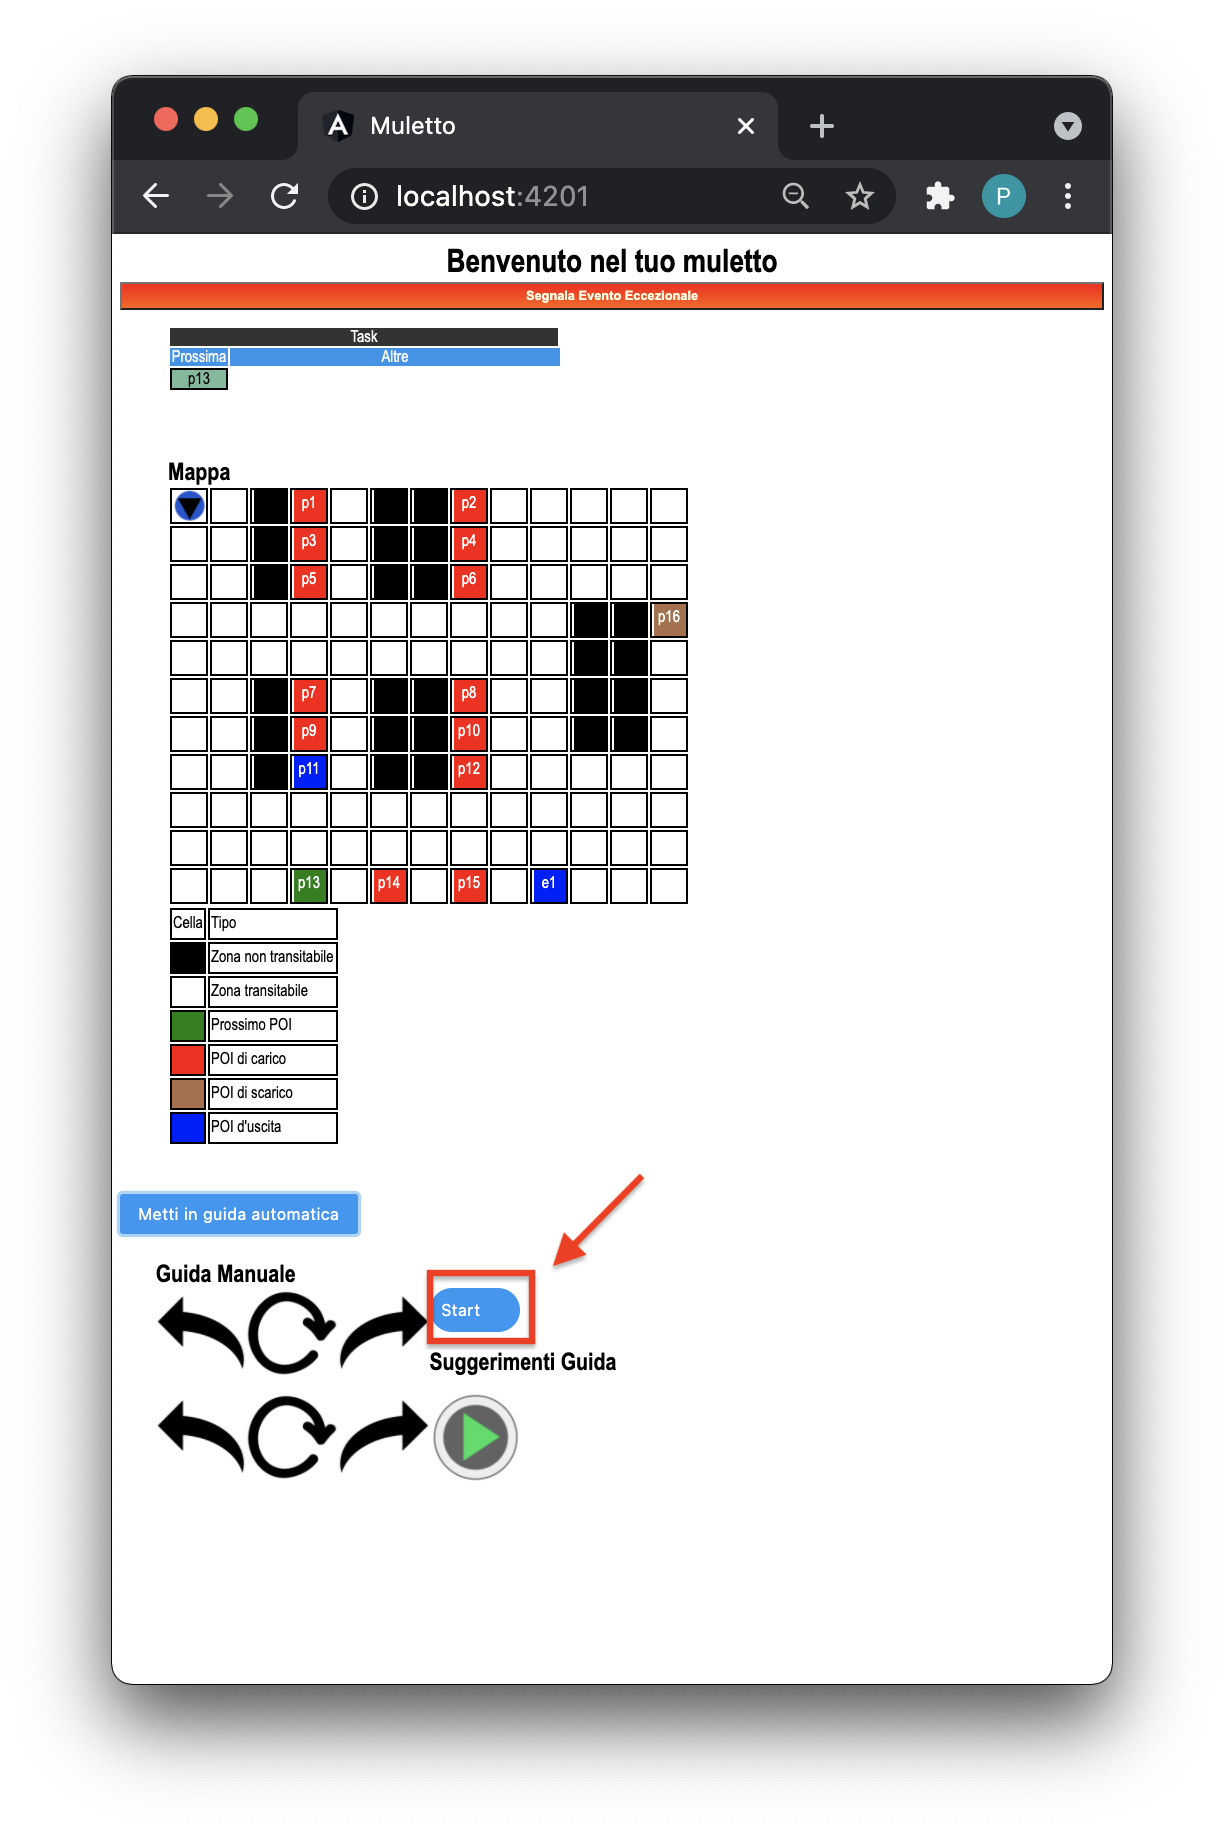 Muletto
localhost:4201
P
Benvenuto nel tuo muletto
Segnala Evento Eccezionale
Task
Prossima Altre
p13
Mappa
p1 p2
p3 p4
p5 p6
p16
p7 p8
p9 p10
p11 p12
p13 p14 p15 e1
Cella Tipo
Zona non transitabile
Zona transitabile
Prossimo POI
POI di carico
POI di scarico
POI d'uscita
Metti in guida automatica
Guida Manuale
Start
Suggerimenti Guida